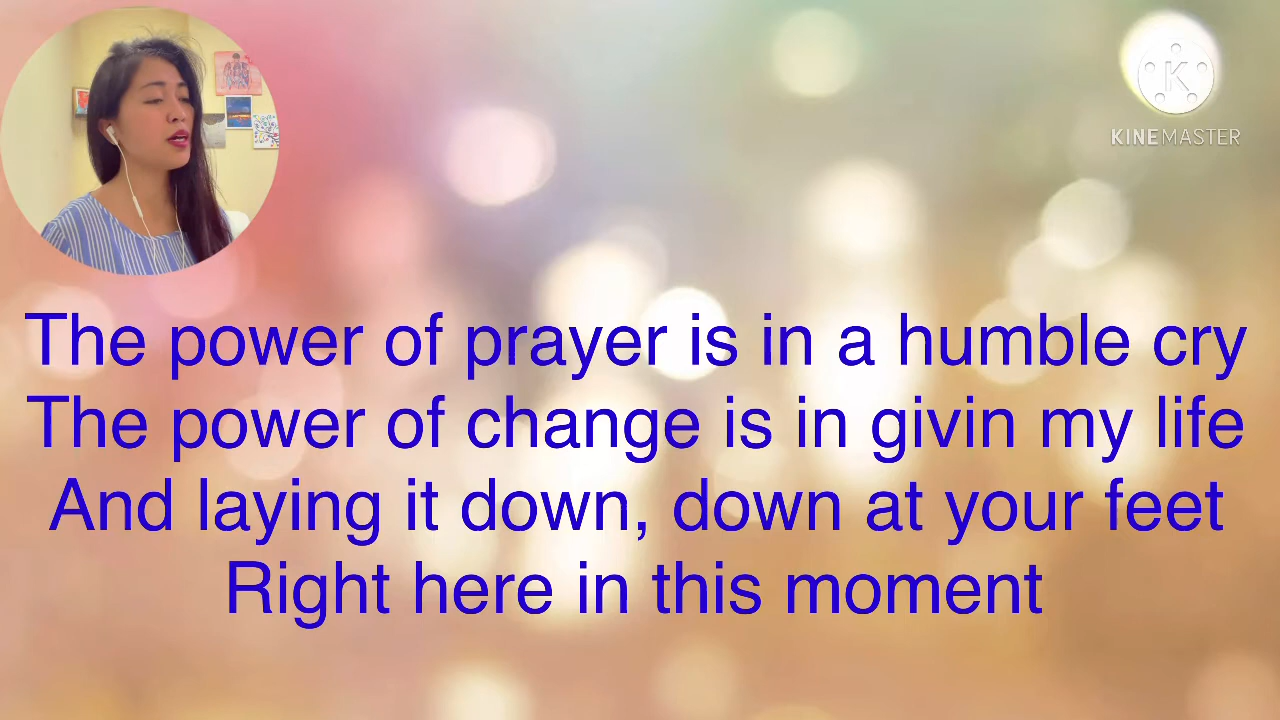 K
KINEMASTER
The power of prayer is in a humble cry
The power of change is in givin my life
And laying it down, down at your feet
Right here in this moment